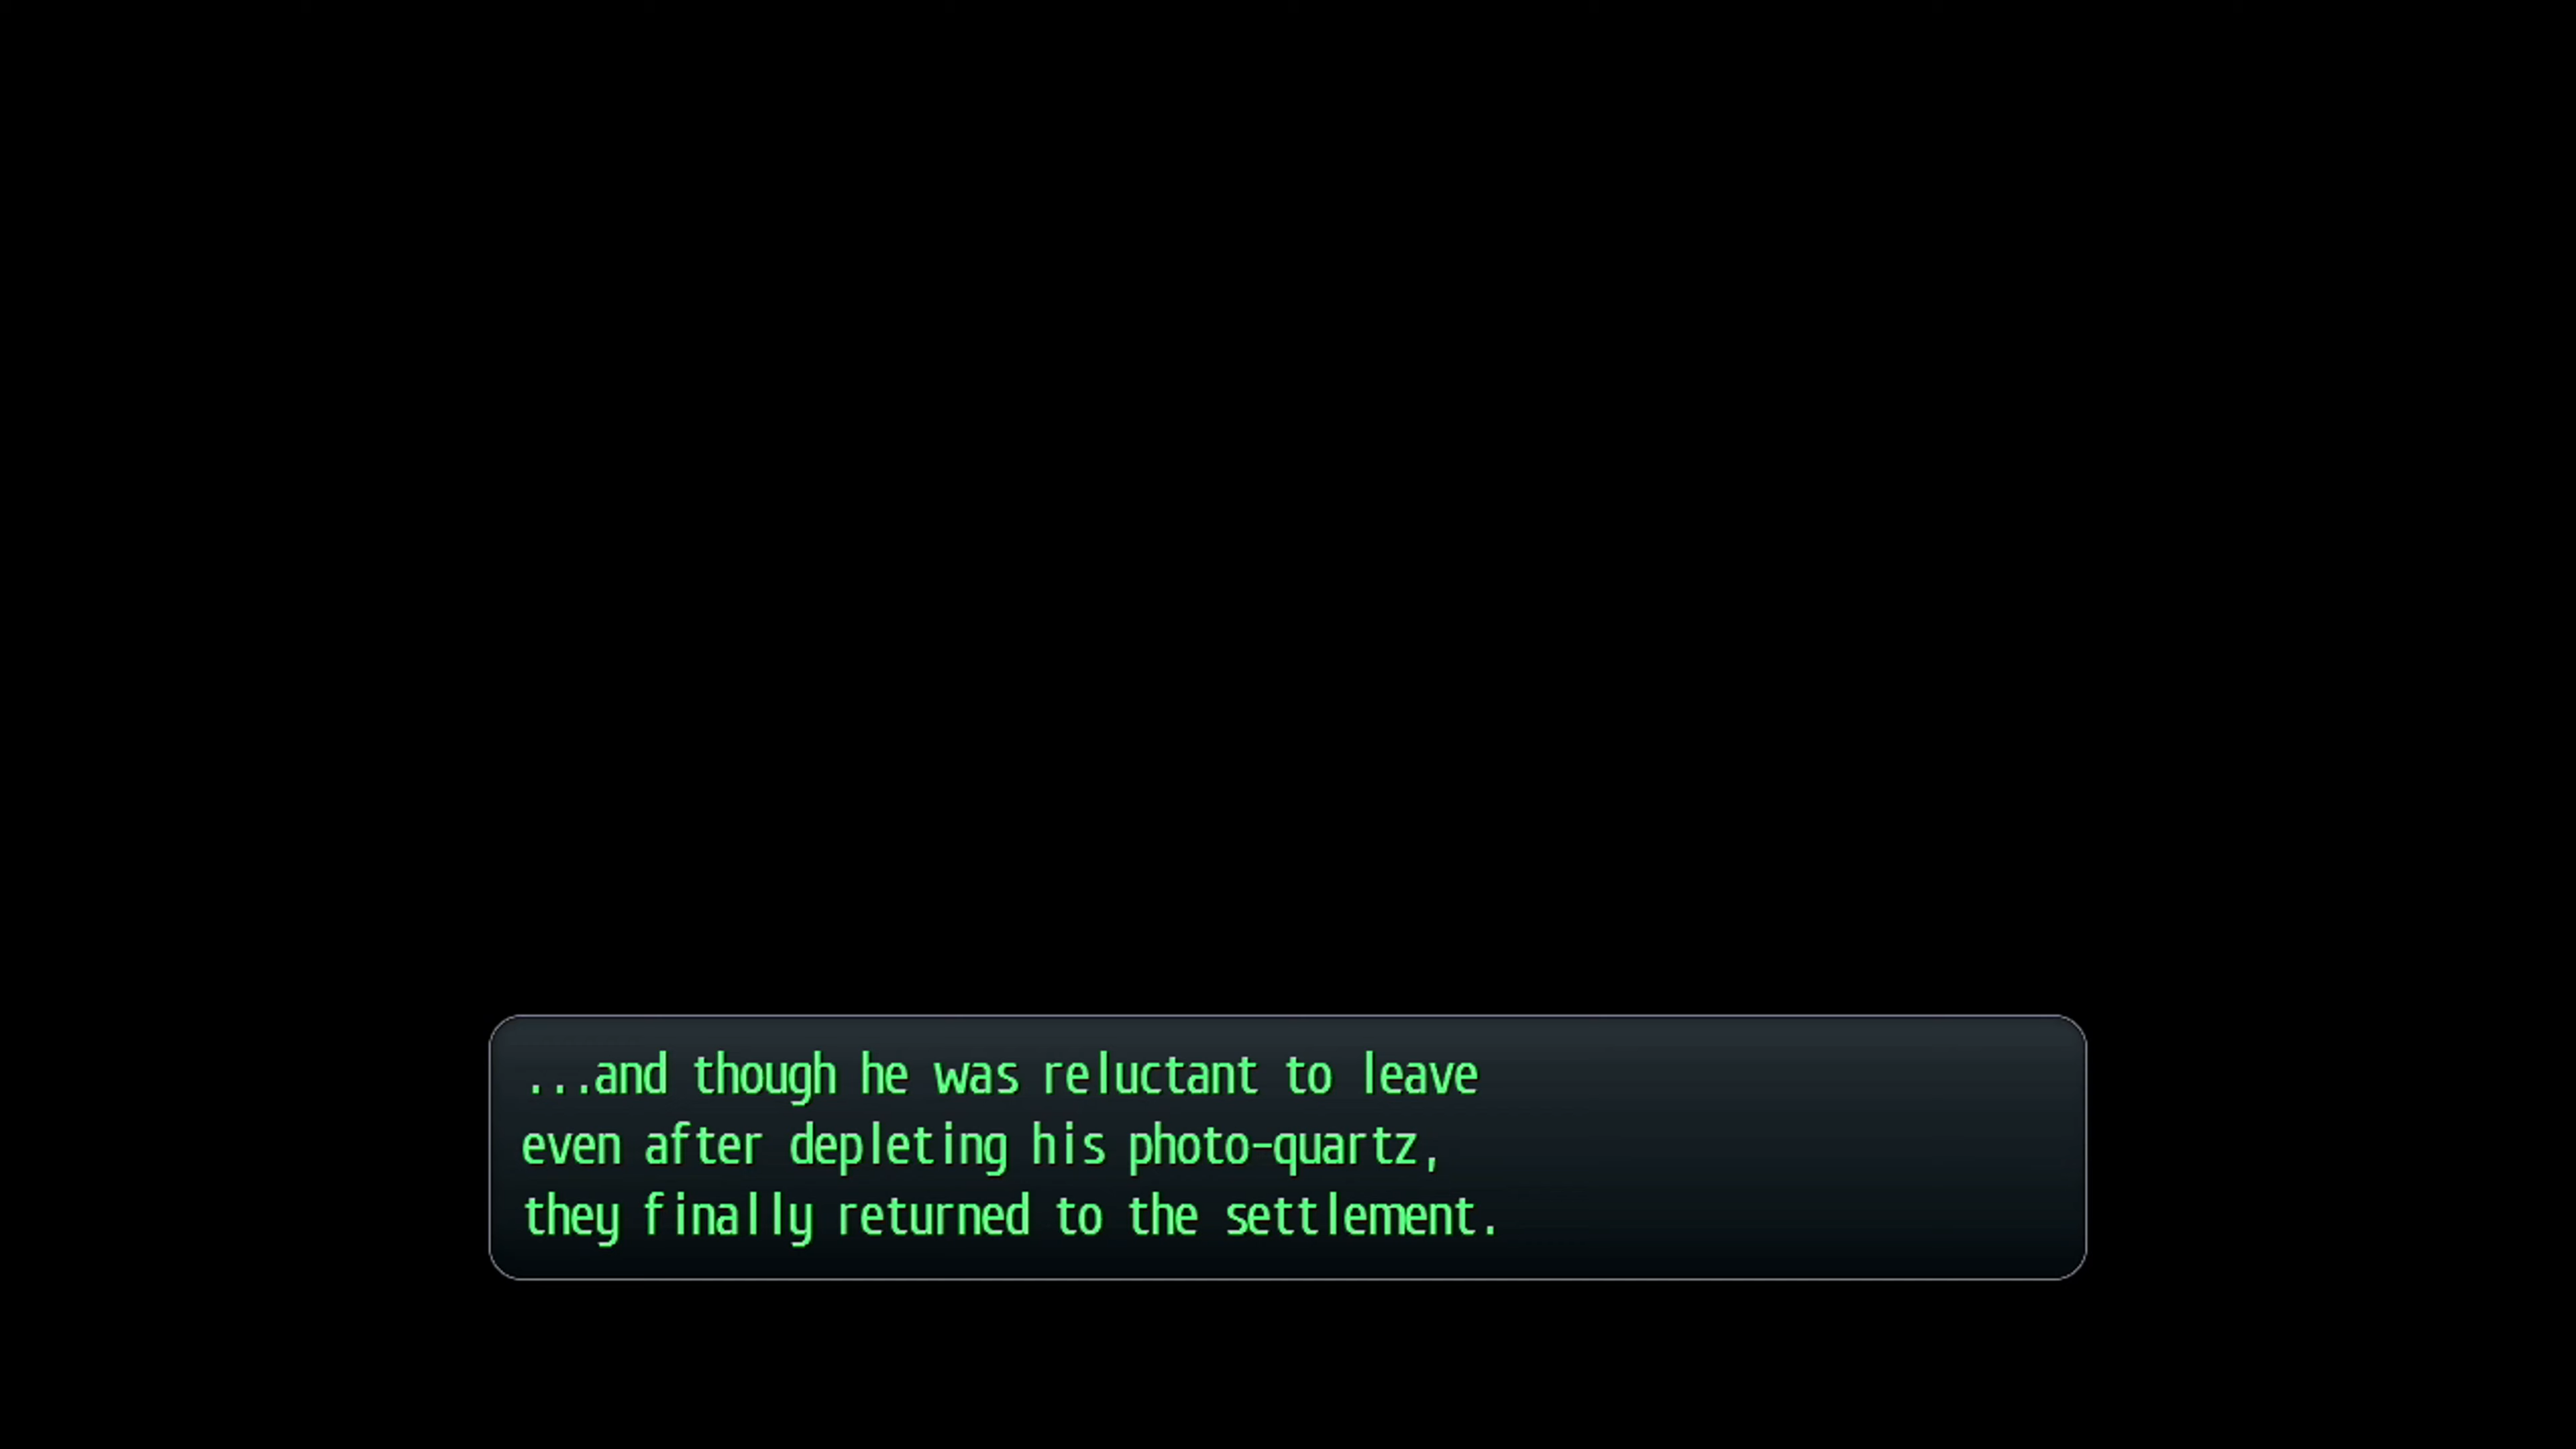 ...and though he was reluctant to leave
even after depleting his photo-quartz,
they finally returned to the settlement.